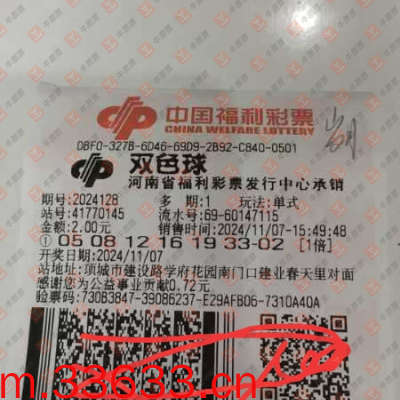 中国福利彩票
CHINA WELFARE LOTTERY
DBF0-327B-6D46-69D9-2B92-C840-0501
双色球
河南省福利彩票发行中心承销
期号:2024128 多 期:1 玩法:单式
站号:41770145 流水号:69-60147115
金额:2.00元 销售时间:2024/11/07-15:49:48
① 05 08 12 16 19 33-02 [1倍]
开奖日期:2024/11/07
站地址:项城市建设路学府花园南门口建业春天里对面
感谢您为公益事业贡献0.72元
验票码:730B3847-39086237-E29AFB06-7310A40A
m.33633.cn